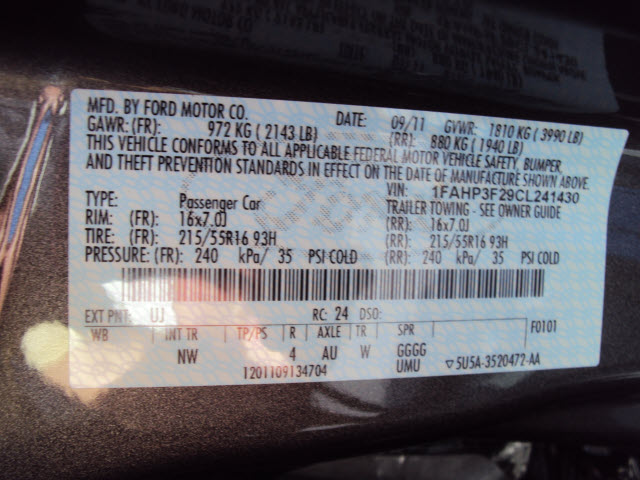 MFD. BY FORD MOTOR CO. DATE: 09/11 GVWR: 1810 KG ( 3990 LB)
GAWR: (FR): 972 KG ( 2143 LB) (RR): 880 KG ( 1940 LB)
THIS VEHICLE CONFORMS TO ALL APPLICABLE FEDERAL MOTOR VEHICLE SAFETY, BUMPER,
AND THEFT PREVENTION STANDARDS IN EFFECT ON THE DATE OF MANUFACTURE SHOWN ABOVE.
VIN: 1FAHP3F29CL241430
TYPE: Passenger Car TRAILER TOWING - SEE OWNER GUIDE
RIM: (FR): 16x7.0J (RR): 16x7.0J
TIRE: (FR): 215/55R16 93H (RR): 215/55R16 93H
PRESSURE: (FR): 240 kPa/ 35 PSI COLD (RR): 240 kPa/ 35 PSI COLD
EXT PNT: UJ RC: 24 DSO:
WB INT TR TP/PS R AXLE TR SPR F0101
NW 4 AU W GGGG
UMU
1201109134704 ▽5U5A-3520472-AA